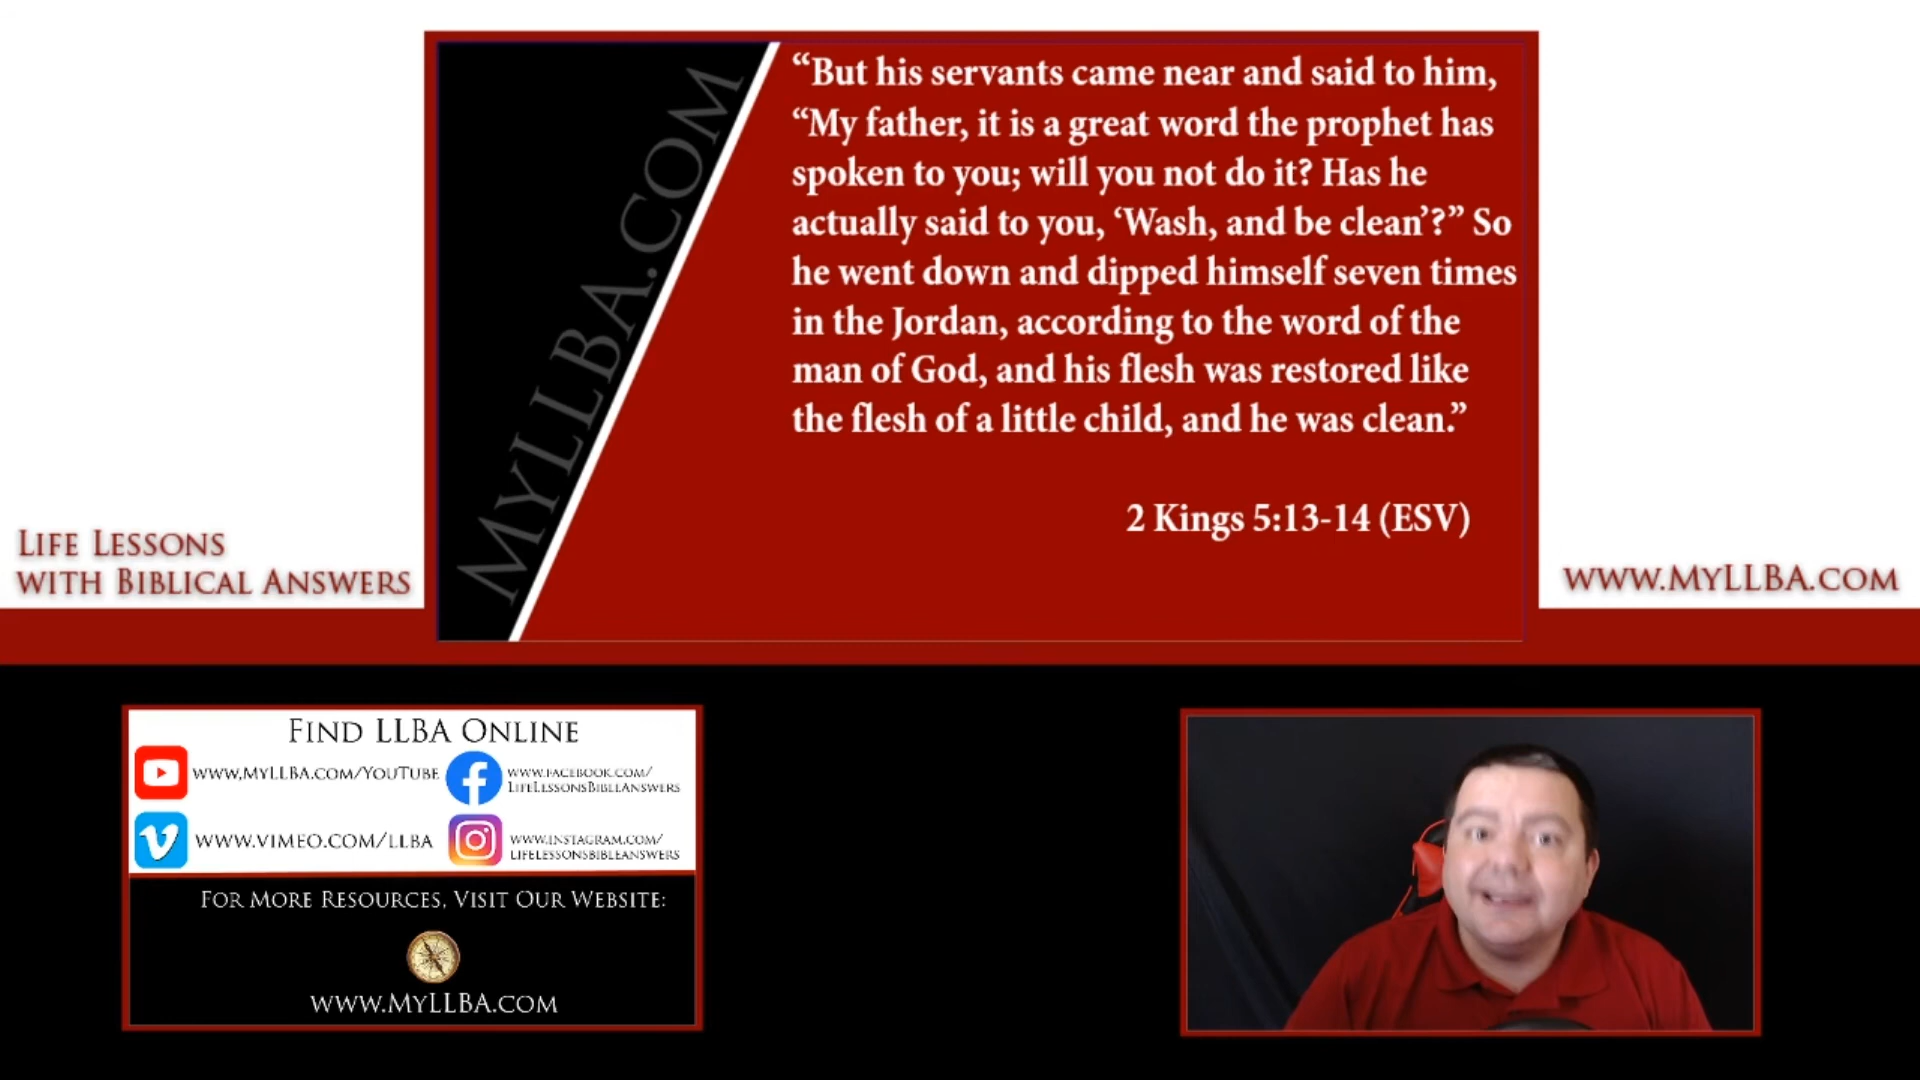 “But his servants came near and said to him,
“My father, it is a great word the prophet has
spoken to you; will you not do it? Has he
actually said to you, ‘Wash, and be clean’?” So
he went down and dipped himself seven times
in the Jordan, according to the word of the
man of God, and his flesh was restored like
the flesh of a little child, and he was clean.”
2 Kings 5:13-14 (ESV)
MYLLBA.COM
LIFE LESSONS
WITH BIBLICAL ANSWERS
WWW.MYLLBA.COM
FIND LLBA ONLINE
WWW.MYLLBA.COM/YOUTUBE
WWW.FACEBOOK.COM/
LIFELESSONSBIBLEANSWERS
WWW.VIMEO.COM/LLBA
WWW.INSTAGRAM.COM/
LIFELESSONSBIBLEANSWERS
FOR MORE RESOURCES, VISIT OUR WEBSITE:
WWW.MYLLBA.COM